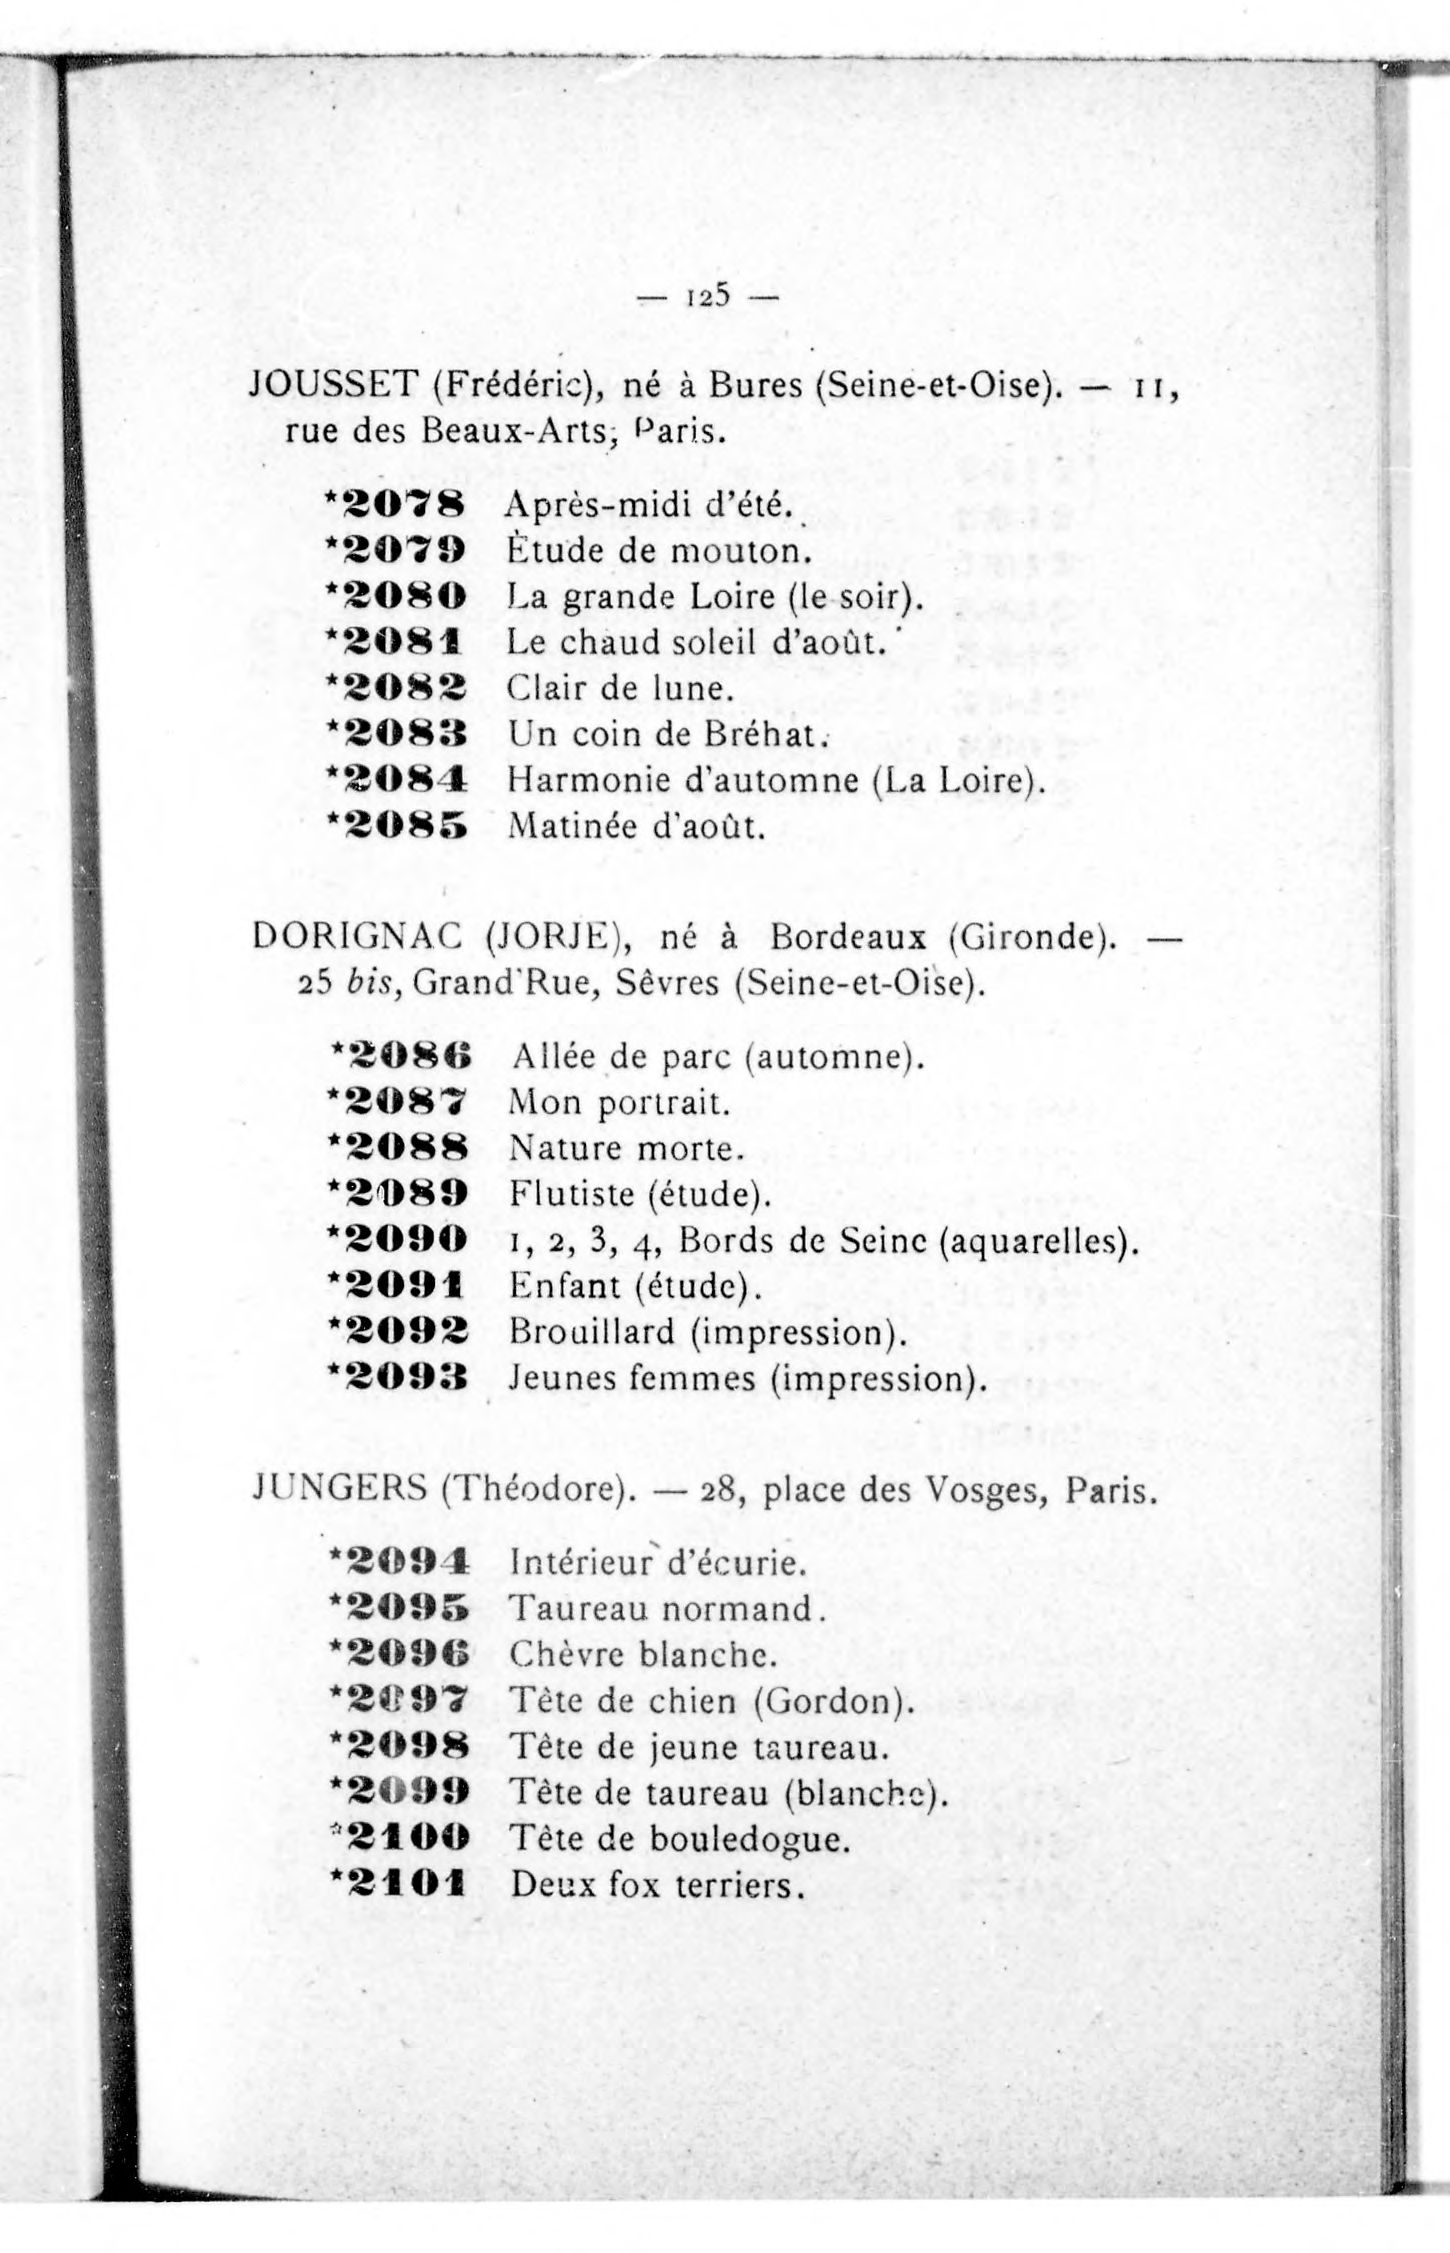 — 125 —
JOUSSET (Frédéric), né à Bures (Seine-et-Oise). — 11,
rue des Beaux-Arts, Paris.
*2078 Après-midi d'été.
*2079 Étude de mouton.
*2080 La grande Loire (le soir).
*2081 Le chaud soleil d'août.
*2082 Clair de lune.
*2083 Un coin de Bréhat.
*2084 Harmonie d'automne (La Loire).
*2085 Matinée d'août.
DORIGNAC (JORJE), né à Bordeaux (Gironde). —
25 bis, Grand'Rue, Sêvres (Seine-et-Oise).
*2086 Allée de parc (automne).
*2087 Mon portrait.
*2088 Nature morte.
*2089 Flutiste (étude).
*2090 1, 2, 3, 4, Bords de Seine (aquarelles).
*2091 Enfant (étude).
*2092 Brouillard (impression).
*2093 Jeunes femmes (impression).
JUNGERS (Théodore). — 28, place des Vosges, Paris.
*2094 Intérieur d'écurie.
*2095 Taureau normand.
*2096 Chèvre blanche.
*2097 Tête de chien (Gordon).
*2098 Tête de jeune taureau.
*2099 Tête de taureau (blanche).
*2100 Tête de bouledogue.
*2101 Deux fox terriers.